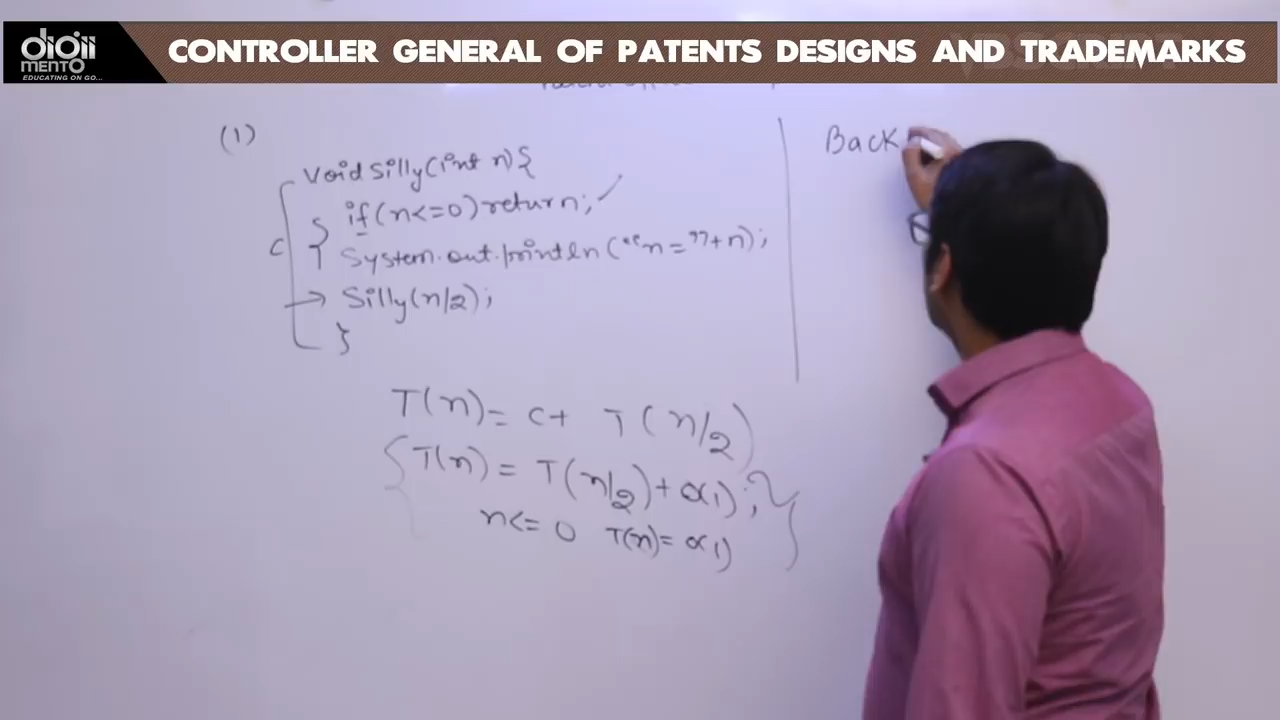 digii
MENTO
EDUCATING ON GO...
CONTROLLER GENERAL OF PATENTS DESIGNS AND TRADEMARKS
(1)
Void Silly(int n){
if(n<=0) return;
System.out.println("n="+n);
Silly(n/2);
}
C
T(n) = C+ T(n/2)
T(n) = T(n/2) + O(1);
n<=0 T(n) = O(1)
Back